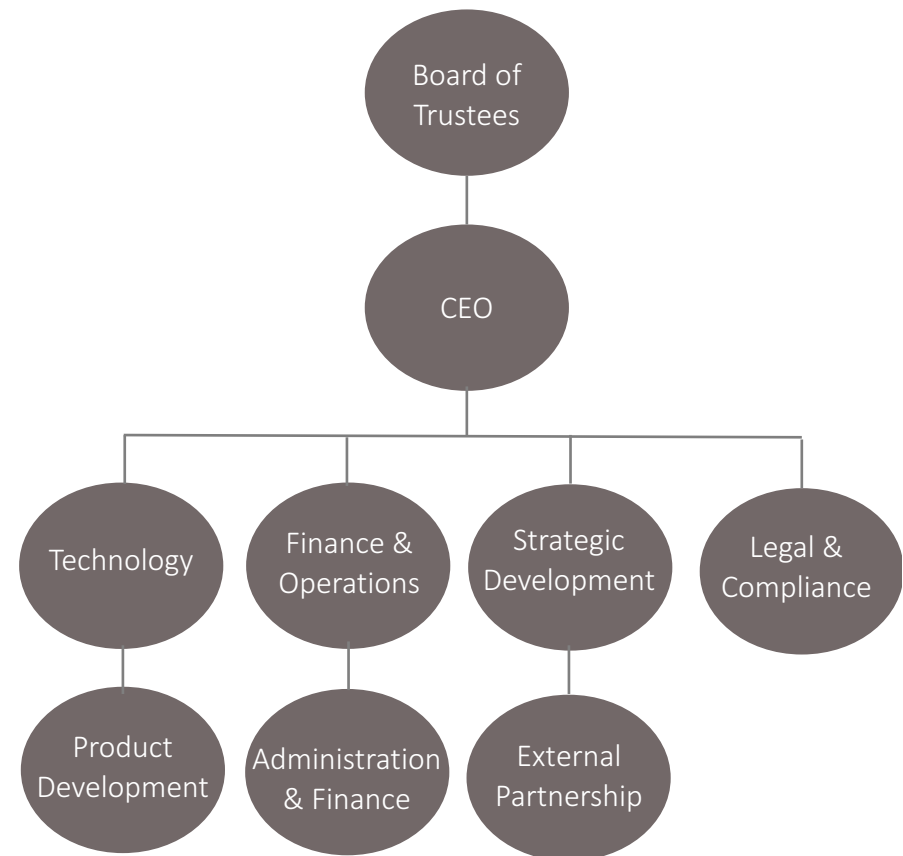 Board of
Trustees
CEO
Technology
Finance &
Operations
Strategic
Development
Legal &
Compliance
Product
Development
Administration
& Finance
External
Partnership